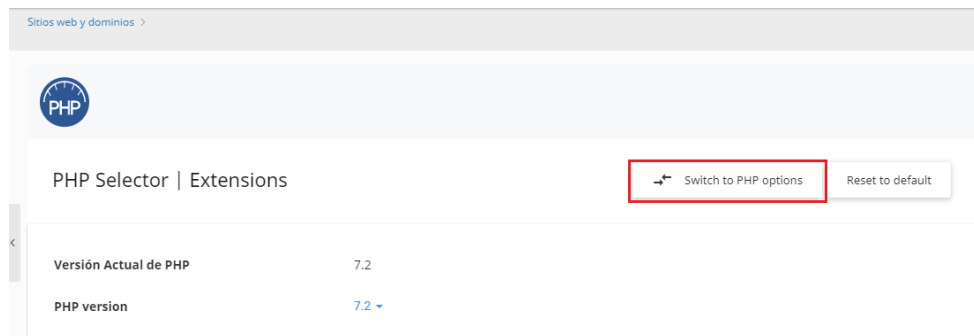 Sitios web y dominios >
PHP
PHP Selector | Extensions
Switch to PHP options
Reset to default
Versión Actual de PHP 7.2
PHP version 7.2